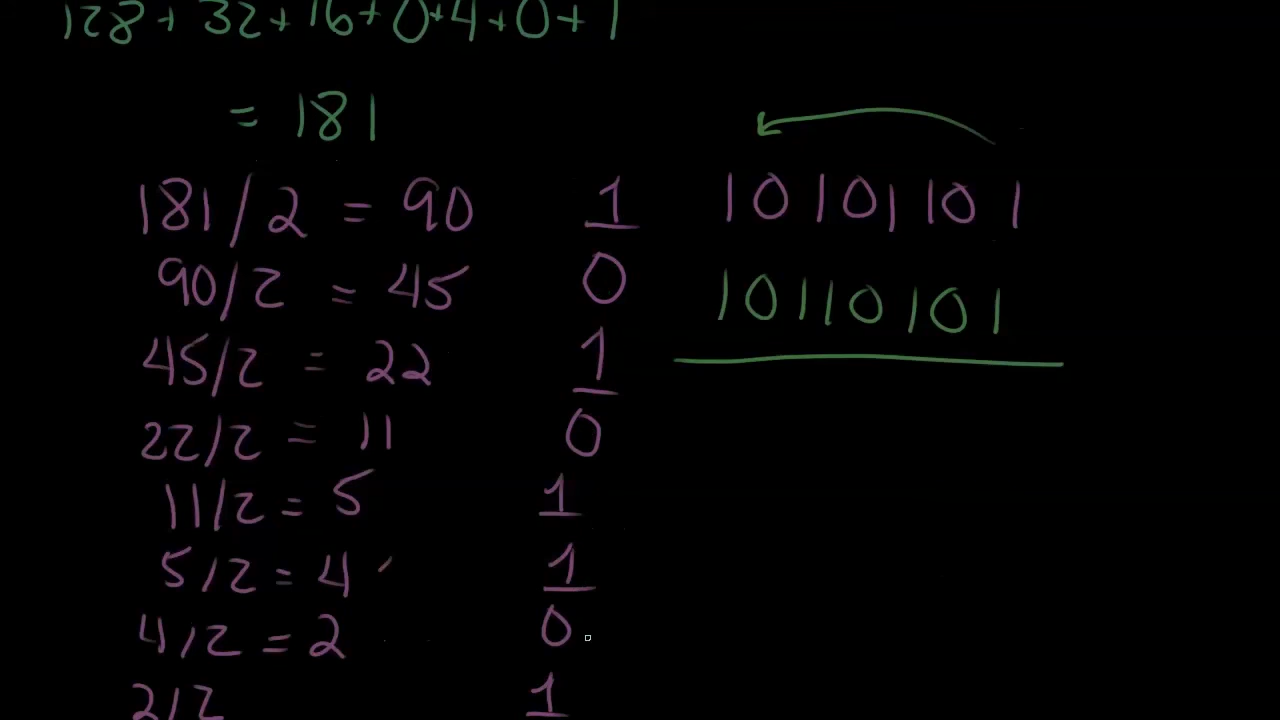 128+ 32+ 16+ 0+4+0+ 1
= 181
181/2 = 90 1 10101101
90/2 = 45 0 10110101
45/2 = 22 1
22/2 = 11 0
11/2 = 5 1
5/2 = 4 1
4/2 = 2 0
2/2 1